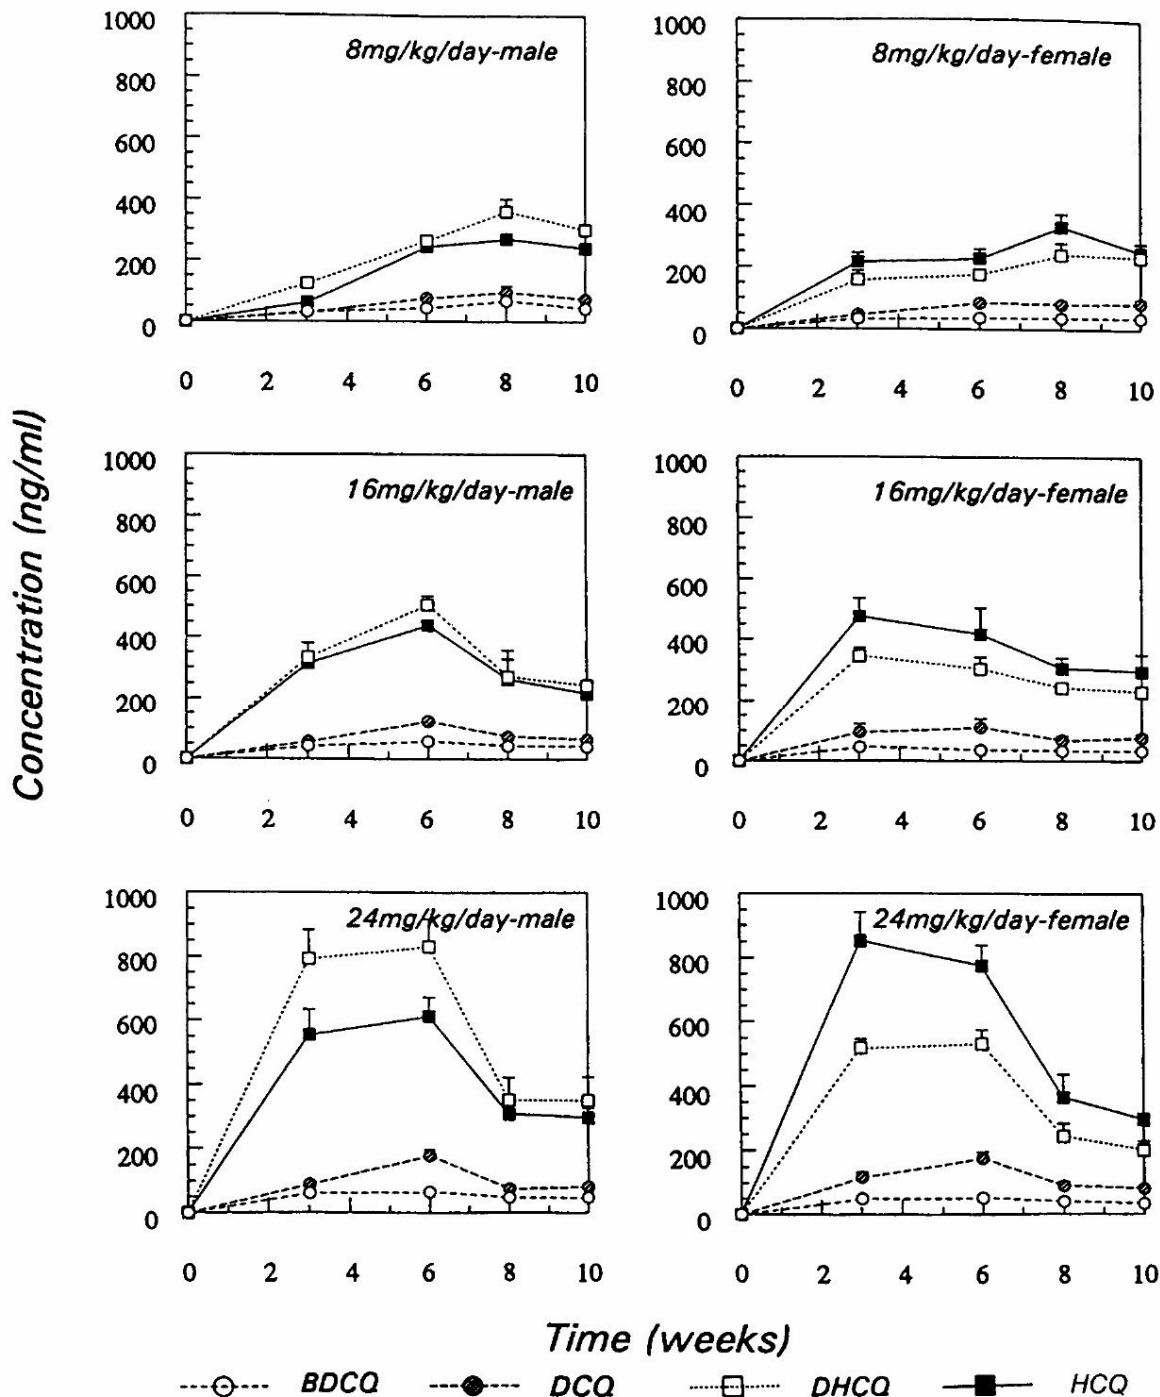 1000
800
600
400
200
0
8mg/kg/day-male
0 2 4 6 8 10
1000
800
600
400
200
0
8mg/kg/day-female
0 2 4 6 8 10
Concentration (ng/ml)
1000
800
600
400
200
0
16mg/kg/day-male
0 2 4 6 8 10
1000
800
600
400
200
0
16mg/kg/day-female
0 2 4 6 8 10
1000
800
600
400
200
0
24mg/kg/day-male
0 2 4 6 8 10
1000
800
600
400
200
0
24mg/kg/day-female
0 2 4 6 8 10
Time (weeks)
BDCQ DCQ DHCQ HCQ